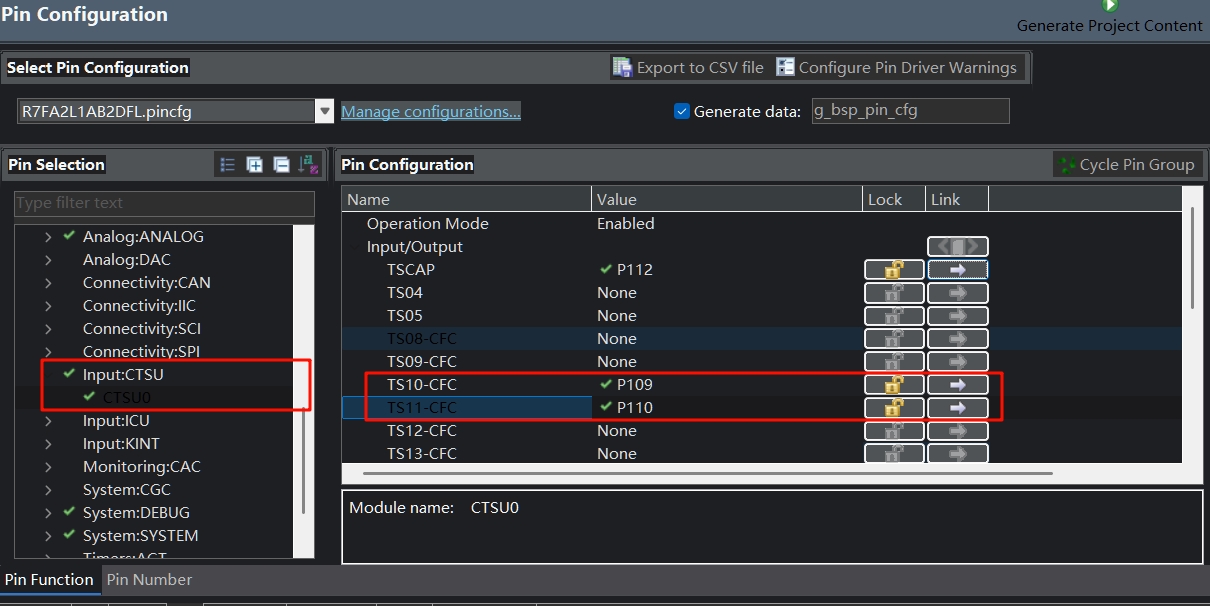 Pin Configuration
Generate Project Content
Select Pin Configuration
Export to CSV file
Configure Pin Driver Warnings
R7FA2L1AB2DFL.pincfg
Manage configurations...
Generate data:
g_bsp_pin_cfg
Pin Selection
Type filter text
Analog:ANALOG
Analog:DAC
Connectivity:CAN
Connectivity:IIC
Connectivity:SCI
Connectivity:SPI
Input:CTSU
CTSU0
Input:ICU
Input:KINT
Monitoring:CAC
System:CGC
System:DEBUG
System:SYSTEM
Timers:AGT
Pin Configuration
Cycle Pin Group
Name Value Lock Link
Operation Mode Enabled
Input/Output
TSCAP P112
TS04 None
TS05 None
TS08-CFC None
TS09-CFC None
TS10-CFC P109
TS11-CFC P110
TS12-CFC None
TS13-CFC None
Module name: CTSU0
Pin Function Pin Number